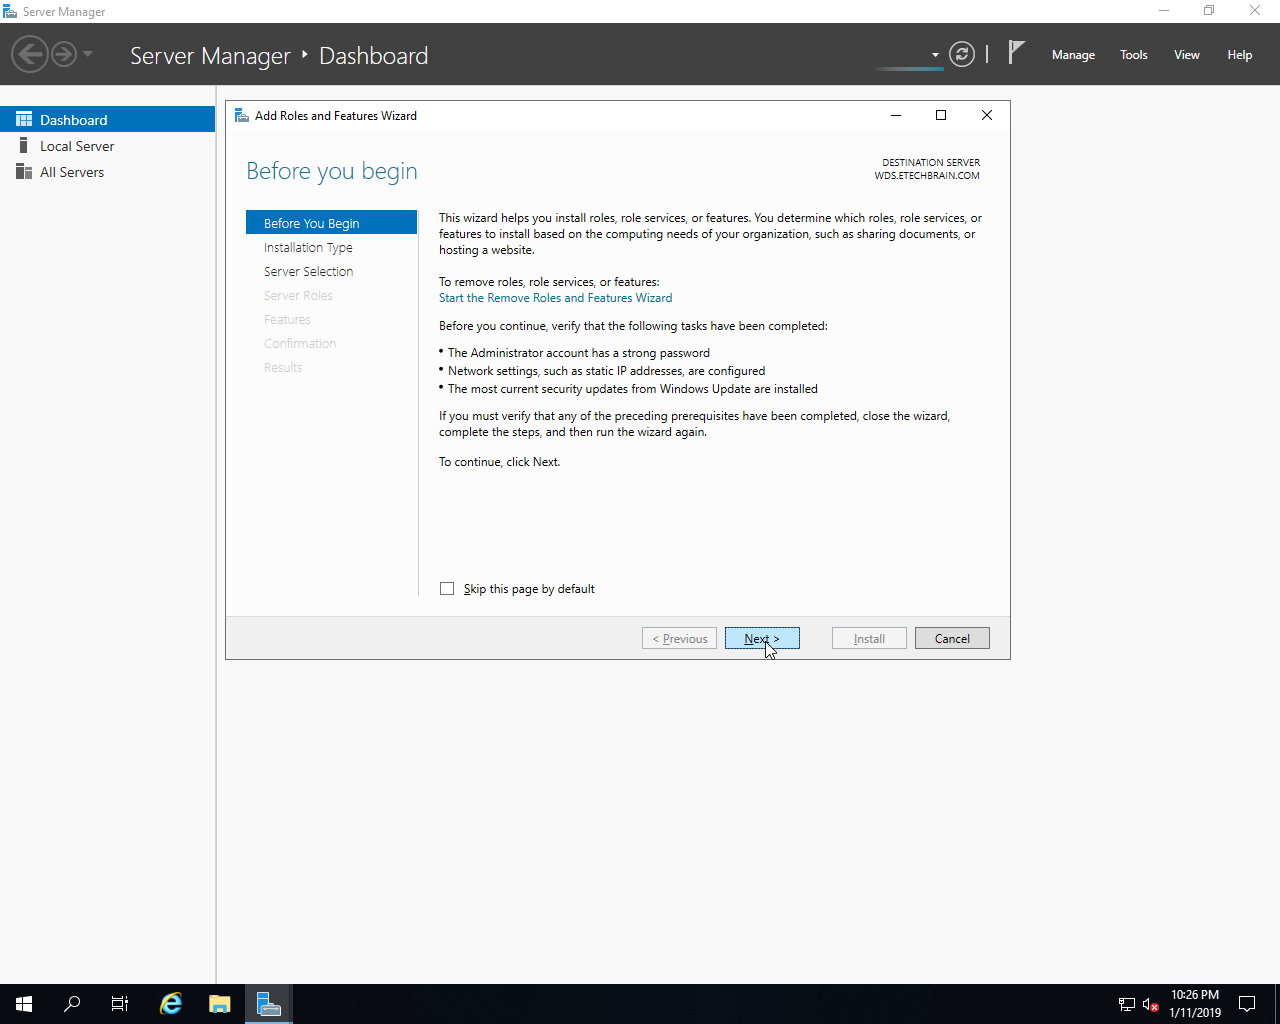 Server Manager
Server Manager ‣ Dashboard
Manage Tools View Help
Dashboard
Local Server
All Servers
Add Roles and Features Wizard
Before you begin
DESTINATION SERVER
WDS.ETECHBRAIN.COM
Before You Begin
Installation Type
Server Selection
Server Roles
Features
Confirmation
Results
This wizard helps you install roles, role services, or features. You determine which roles, role services, or
features to install based on the computing needs of your organization, such as sharing documents, or
hosting a website.
To remove roles, role services, or features:
Start the Remove Roles and Features Wizard
Before you continue, verify that the following tasks have been completed:
• The Administrator account has a strong password
• Network settings, such as static IP addresses, are configured
• The most current security updates from Windows Update are installed
If you must verify that any of the preceding prerequisites have been completed, close the wizard,
complete the steps, and then run the wizard again.
To continue, click Next.
Skip this page by default
< Previous Next > Install Cancel
10:26 PM
1/11/2019